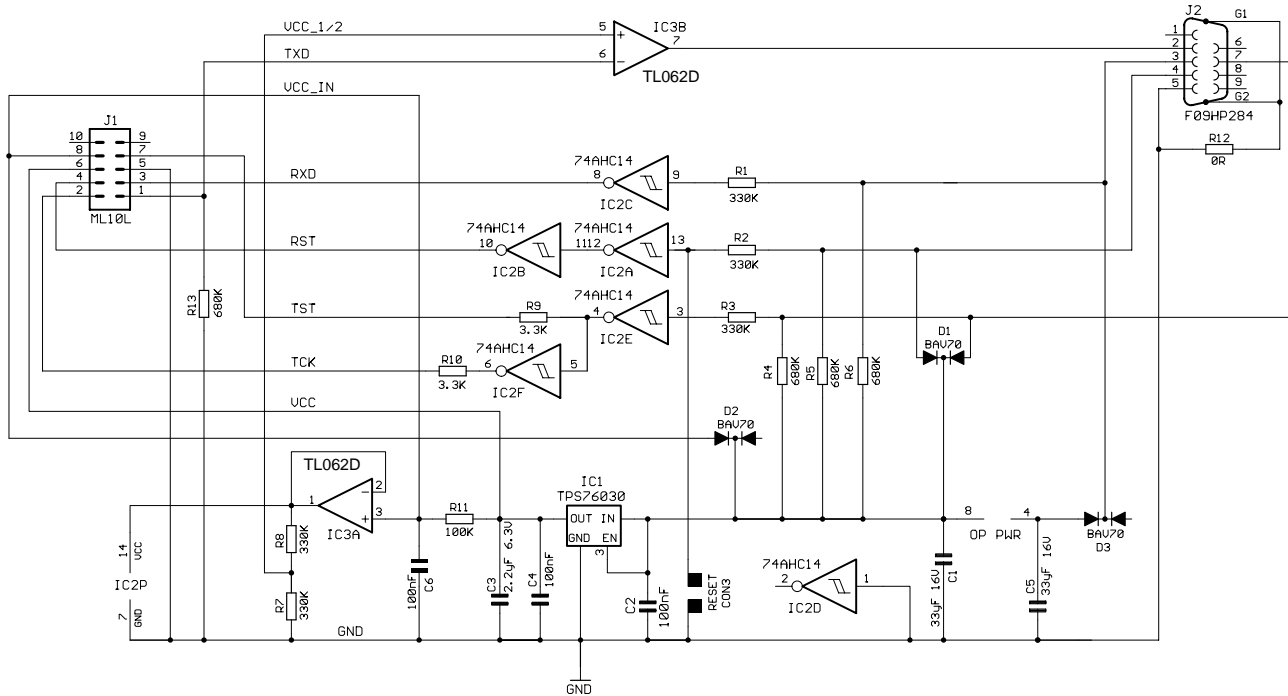 VCC_1/2
5
IC3B
7
6
TL062D
TXD
VCC_IN
J2
G1
1
2
3
4
5
6
7
8
9
G2
F09HP284
R12
0R
J1
10
9
8
7
6
5
4
3
2
1
ML10L
RXD
74AHC14
8
9
IC2C
R1
330K
RST
74AHC14
10
IC2B
74AHC14
11 12
13
IC2A
R2
330K
R13
680K
TST
R9
3.3K
74AHC14
4
3
IC2E
R3
330K
TCK
R10
3.3K
74AHC14
6
5
IC2F
R4
680K
R5
680K
R6
680K
D1
BAV70
VCC
D2
BAV70
TL062D
1
2
3
IC3A
R11
100K
IC1
TPS76030
OUT IN
GND EN
3
8
OP PWR
4
BAV70
D3
14
VCC
IC2P
7
GND
R8
330K
R7
330K
100nF
C6
C3
2.2yF 6.3V
C4
100nF
C2
100nF
RESET
CON3
74AHC14
2
1
IC2D
33yF 16V
C1
C5
33yF 16V
GND
GND